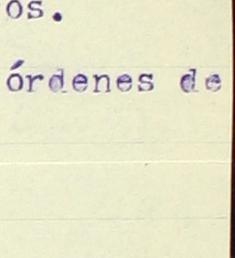 os.
órdenes de